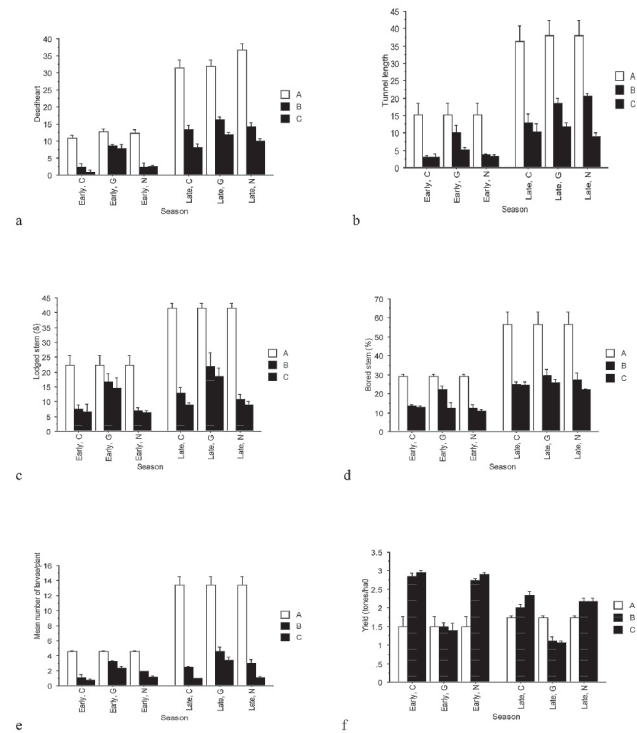 40
35
30
25
20
15
10
5
0
Deadheart
Early, C
Early, G
Early, N
Late, C
Late, G
Late, N
Season
A
B
C
a
45
40
35
30
25
20
15
10
5
0
Tunnel length
Early, C
Early, G
Early, N
Late, C
Late, G
Late, N
Season
A
B
C
b
45
40
35
30
25
20
15
10
5
0
Lodged stem (S)
Early, C
Early, G
Early, N
Late, C
Late, G
Late, N
Season
A
B
C
c
70
60
50
40
30
20
10
0
Bored stem (%)
Early, C
Early, G
Early, N
Late, C
Late, G
Late, N
Season
A
B
C
d
16
14
12
10
8
6
4
2
0
Mean number of larvae/plant
Early, C
Early, G
Early, N
Late, C
Late, G
Late, N
Season
A
B
C
e
3.5
3
2.5
2
1.5
1
.5
0
Yield (tones/ha0
Early, C
Early, G
Early, N
Late, C
Late, G
Late, N
Season
A
B
C
f